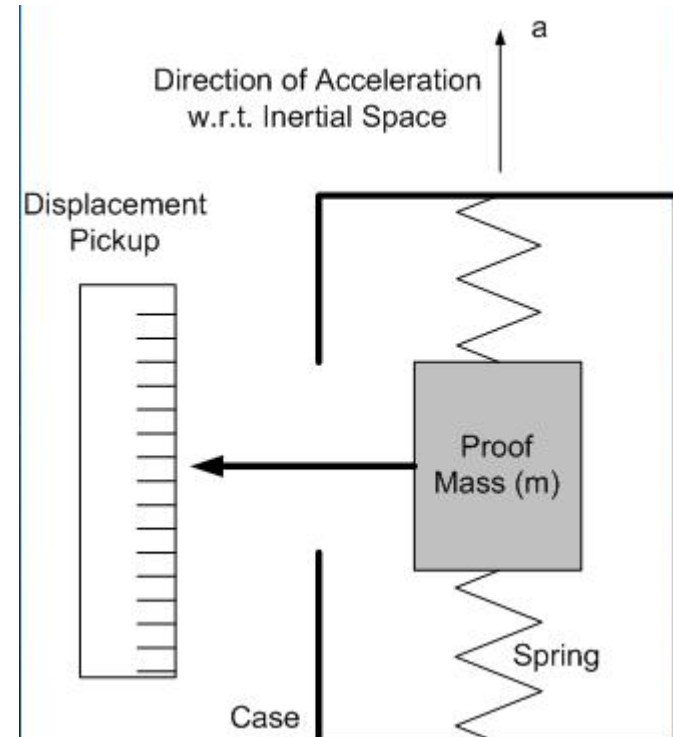 a
Direction of Acceleration
w.r.t. Inertial Space
Displacement
Pickup
Proof
Mass (m)
Spring
Case